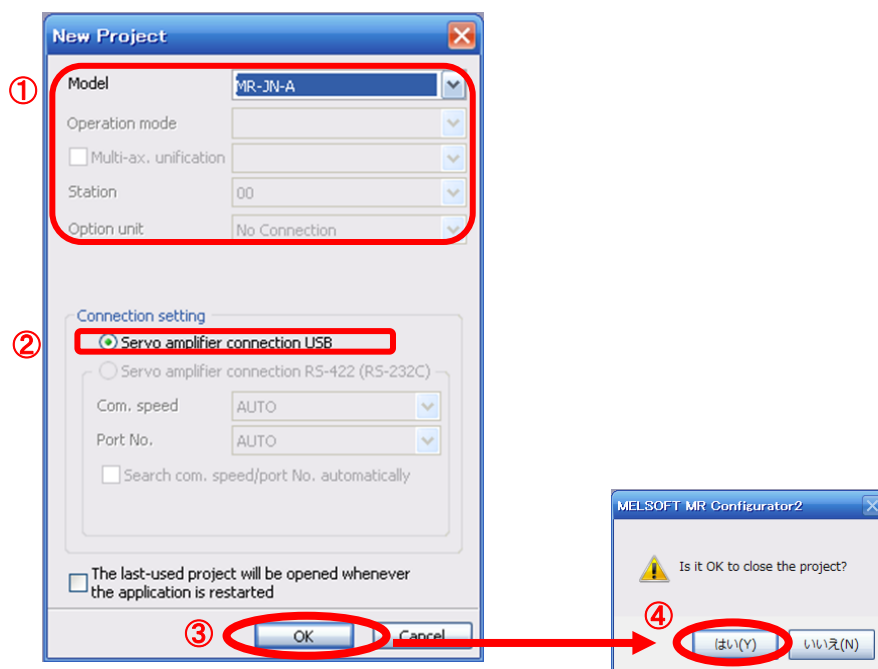 New Project
①
Model MR-JN-A
Operation mode
Multi-ax. unification
Station 00
Option unit No Connection
Connection setting
②
Servo amplifier connection USB
Servo amplifier connection RS-422 (RS-232C)
Com. speed AUTO
Port No. AUTO
Search com. speed/port No. automatically
The last-used project will be opened whenever
the application is restarted
③
OK Cancel
MELSOFT MR Configurator2
Is it OK to close the project?
④
はい(Y) いいえ(N)